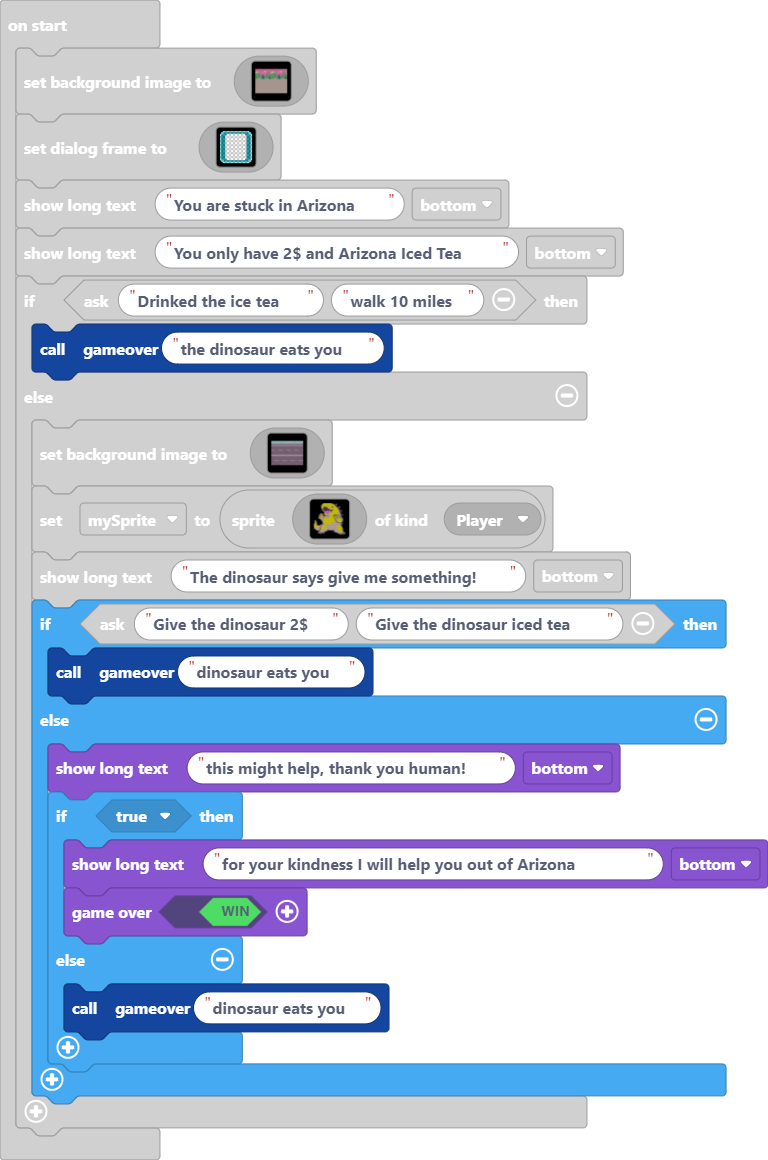 on start
set background image to
set dialog frame to
show long text "You are stuck in Arizona" bottom
show long text "You only have 2$ and Arizona Iced Tea" bottom
if ask "Drinked the ice tea" "walk 10 miles" then
call gameover "the dinosaur eats you"
else
set background image to
set mySprite to sprite of kind Player
show long text "The dinosaur says give me something!" bottom
if ask "Give the dinosaur 2$" "Give the dinosaur iced tea" then
call gameover "dinosaur eats you"
else
show long text "this might help, thank you human!" bottom
if true then
show long text "for your kindness I will help you out of Arizona" bottom
game over WIN
else
call gameover "dinosaur eats you"